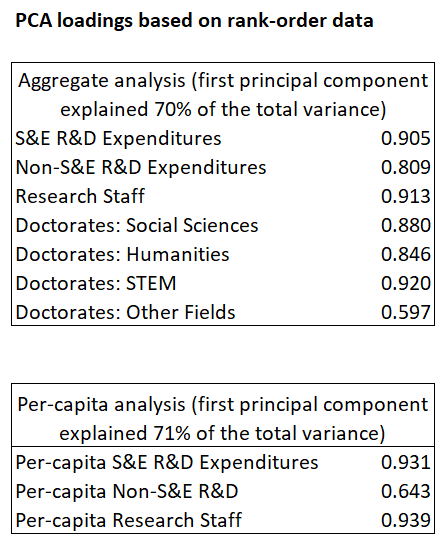 PCA loadings based on rank-order data
Aggregate analysis (first principal component
explained 70% of the total variance)
S&E R&D Expenditures 0.905
Non-S&E R&D Expenditures 0.809
Research Staff 0.913
Doctorates: Social Sciences 0.880
Doctorates: Humanities 0.846
Doctorates: STEM 0.920
Doctorates: Other Fields 0.597
Per-capita analysis (first principal component
explained 71% of the total variance)
Per-capita S&E R&D Expenditures 0.931
Per-capita Non-S&E R&D 0.643
Per-capita Research Staff 0.939